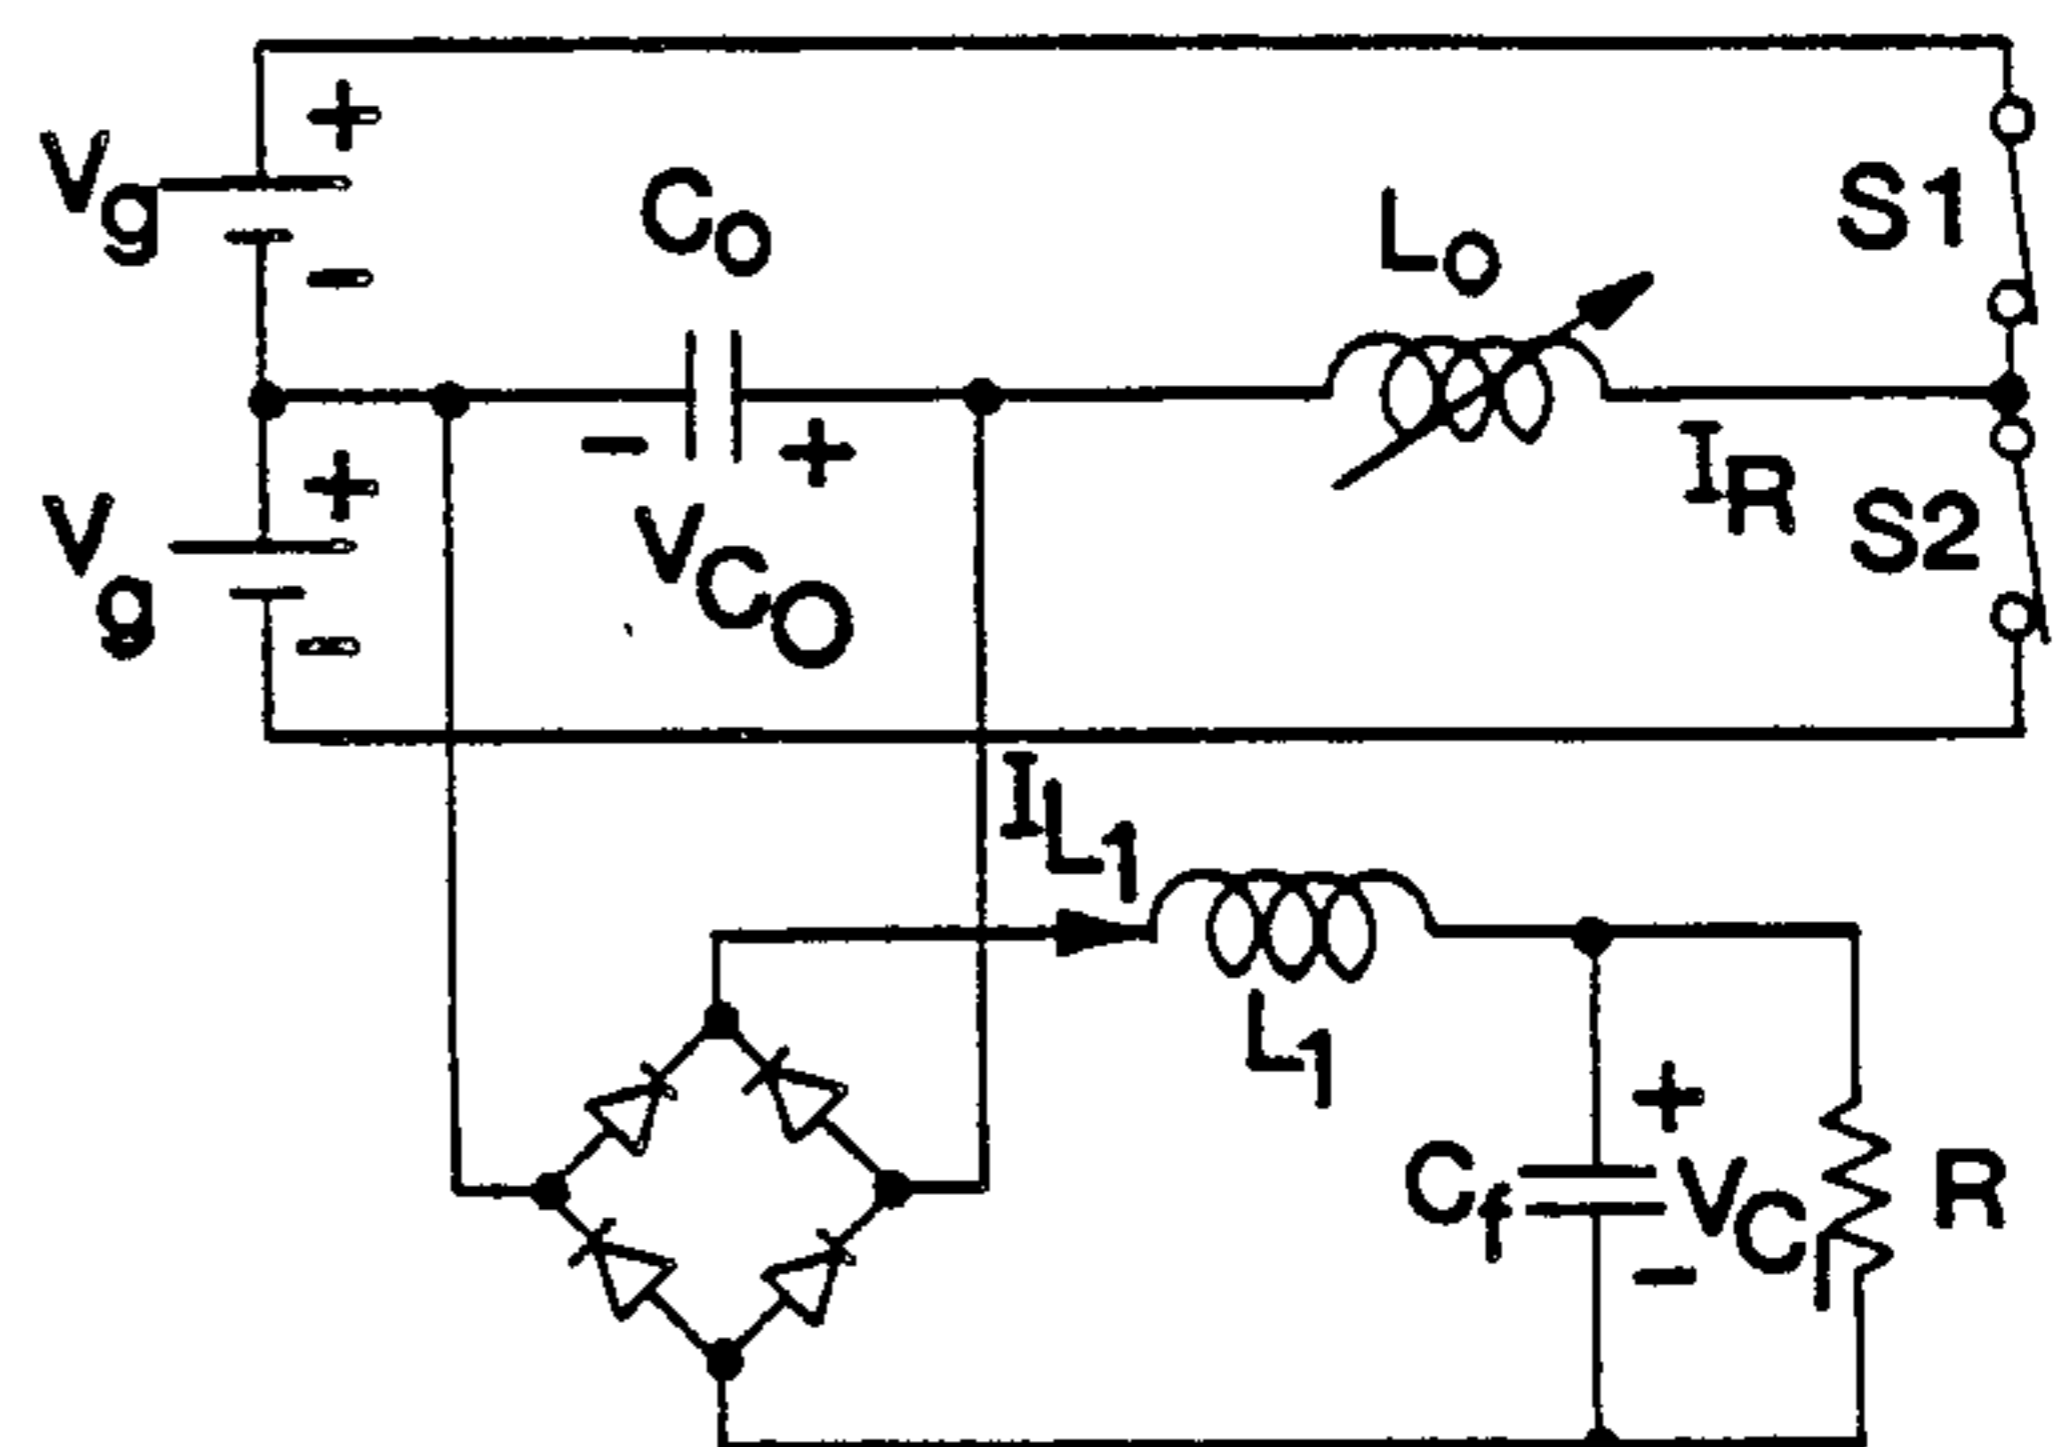 +
Vg
-
CO
LO
S1
- +
+
IR
Vg
VCO
S2
-
IL1
L1
+
Cf
VC
R
-